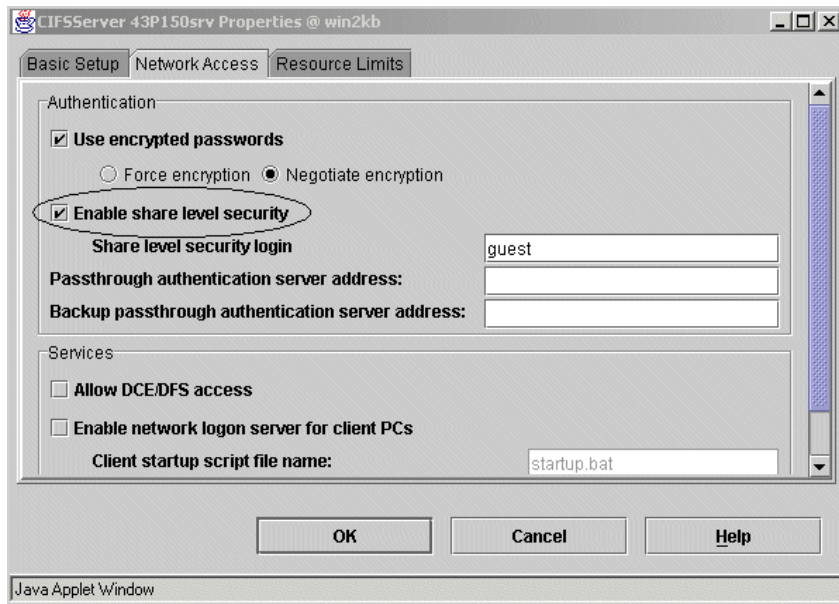 CIFSServer 43P150srv Properties @ win2kb
Basic Setup Network Access Resource Limits
Authentication
Use encrypted passwords
Force encryption Negotiate encryption
Enable share level security
Share level security login guest
Passthrough authentication server address:
Backup passthrough authentication server address:
Services
Allow DCE/DFS access
Enable network logon server for client PCs
Client startup script file name: startup.bat
OK Cancel Help
Java Applet Window